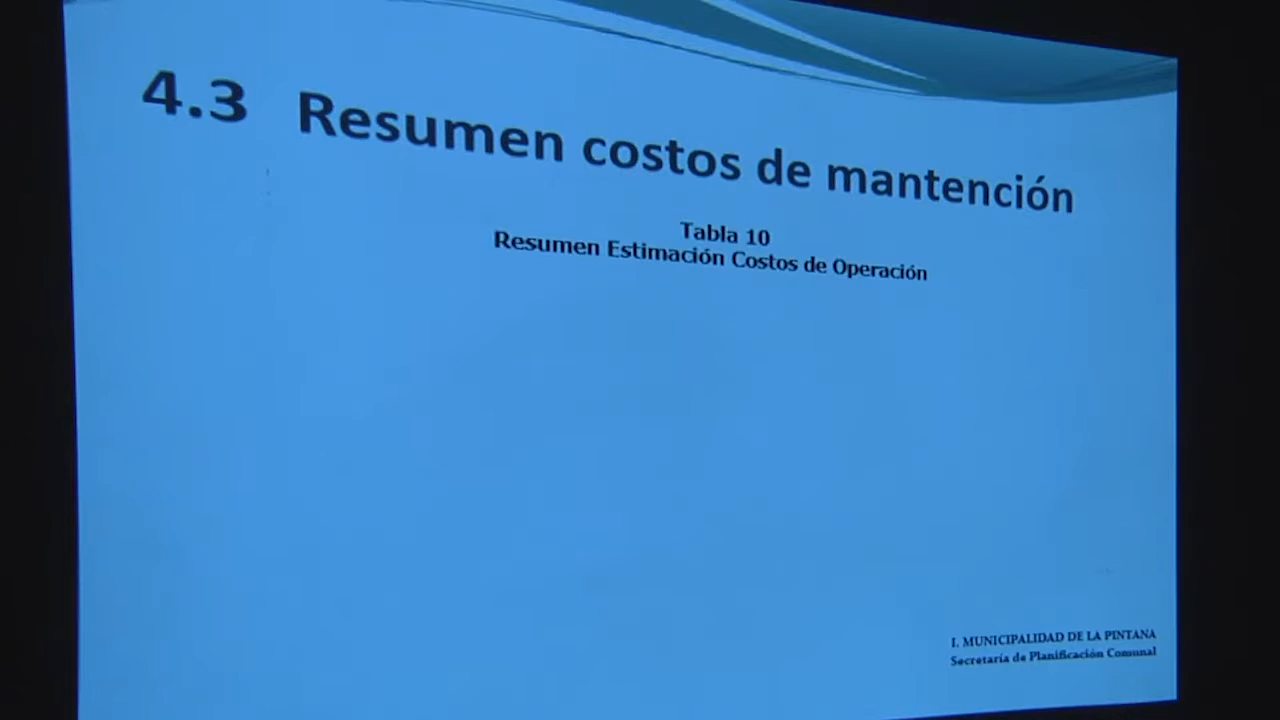 4.3 Resumen costos de mantención
Tabla 10
Resumen Estimación Costos de Operación
I. MUNICIPALIDAD DE LA PINTANA
Secretaría de Planificación Comunal